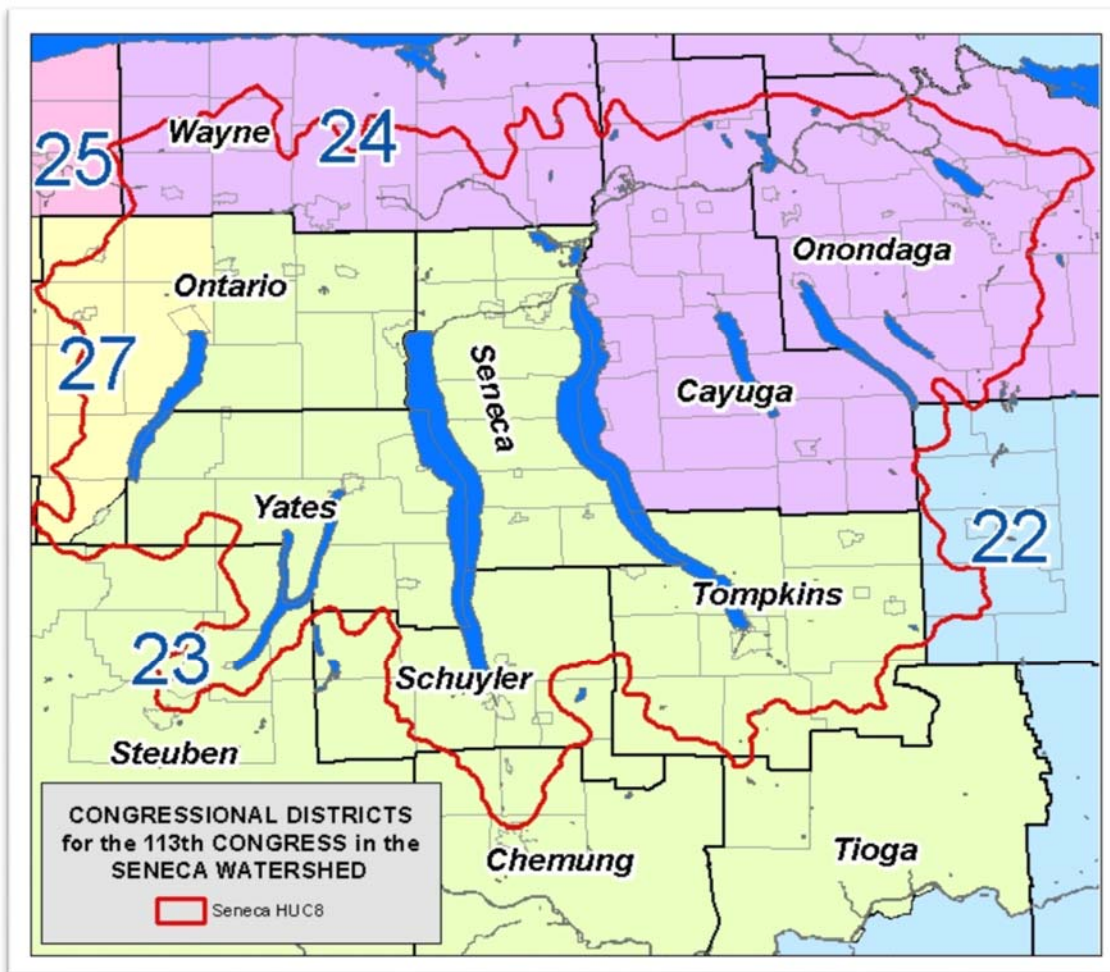 Wayne
24
25
Onondaga
Ontario
27
Seneca
Cayuga
Yates
22
Tompkins
23
Schuyler
Steuben
CONGRESSIONAL DISTRICTS
for the 113th CONGRESS in the
SENECA WATERSHED
Seneca HUC8
Chemung
Tioga